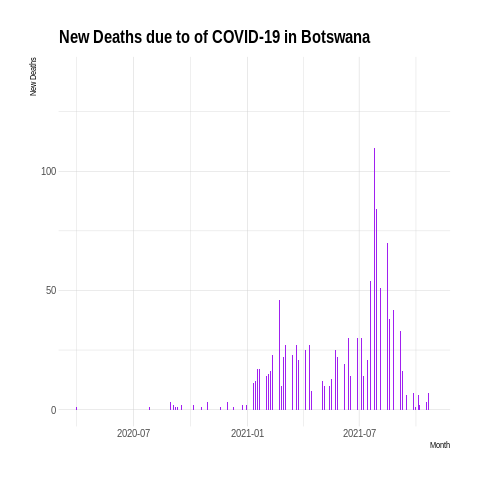 New Deaths due to of COVID-19 in Botswana
New Deaths
100
50
0
2020-07
2021-01
2021-07
Month